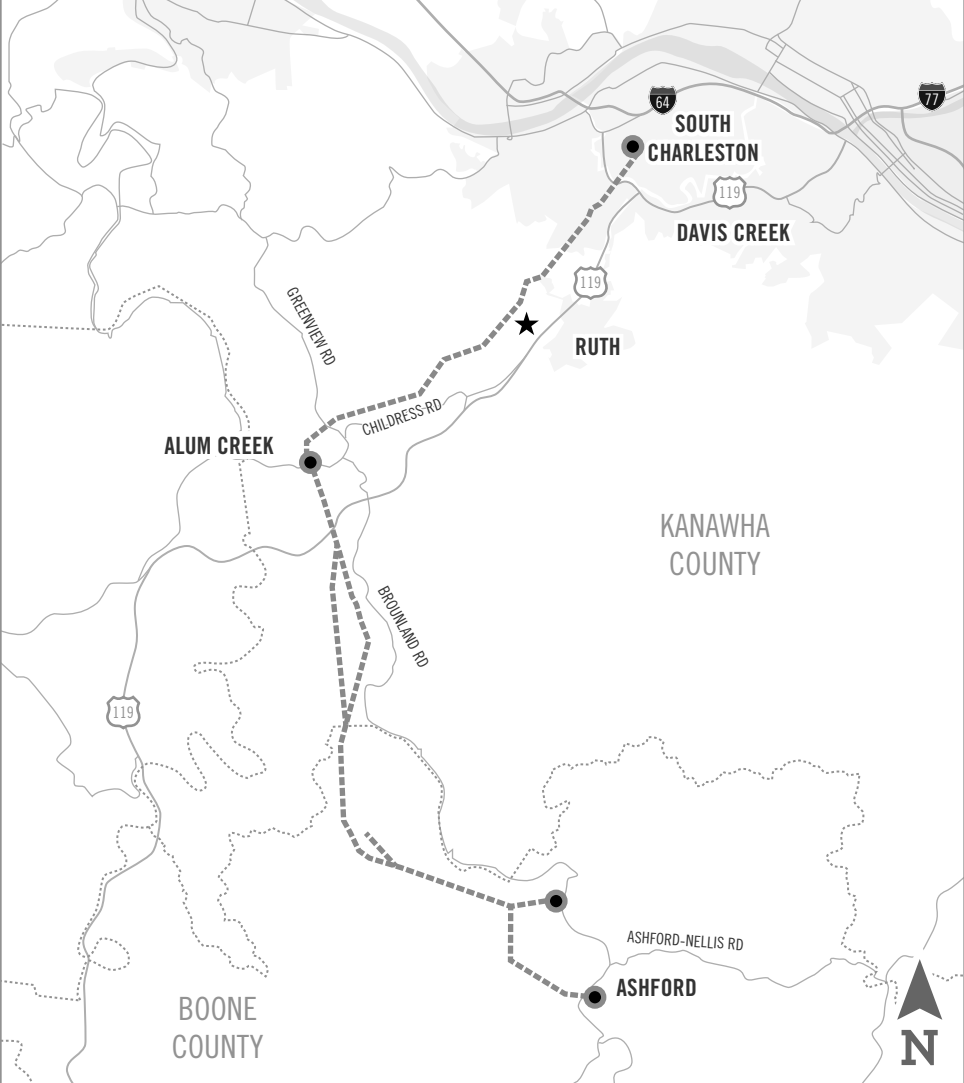 64
77
SOUTH
CHARLESTON
119
DAVIS CREEK
119
GREENVIEW RD
RUTH
CHILDRESS RD
ALUM CREEK
KANAWHA
COUNTY
BROUNLAND RD
119
ASHFORD-NELLIS RD
ASHFORD
BOONE
COUNTY
N